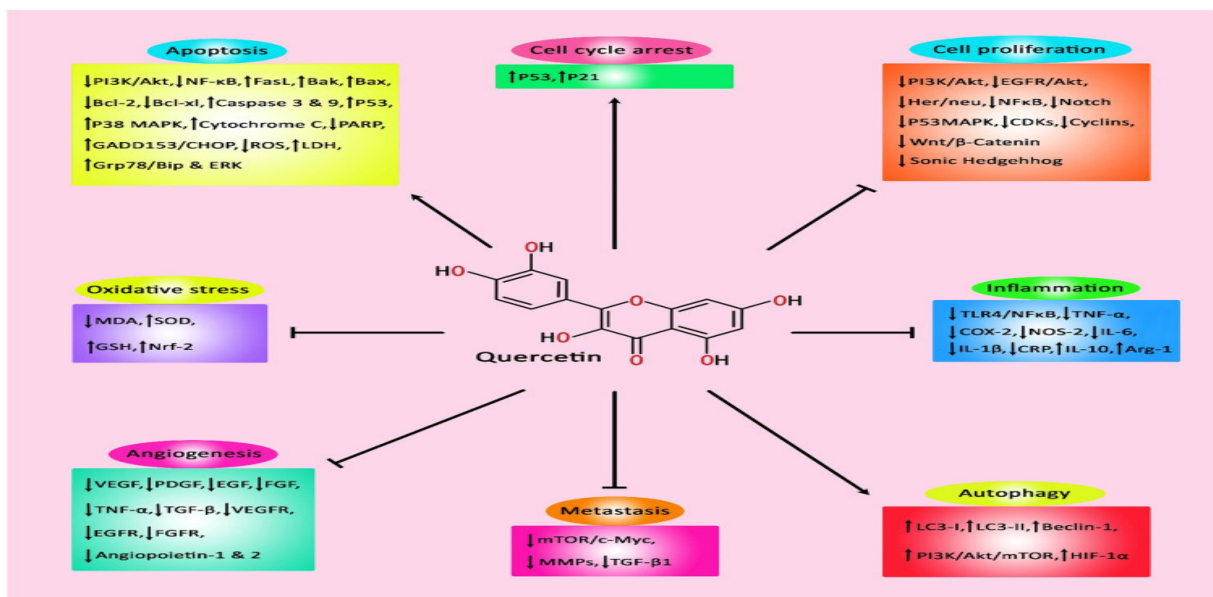 Apoptosis
↓PI3K/Akt,↓NF-κB,↑FasL,↑Bak,↑Bax,
↓Bcl-2,↓Bcl-xl,↑Caspase 3 & 9,↑P53,
↑P38 MAPK,↑Cytochrome C,↓PARP,
↑GADD153/CHOP,↓ROS,↑LDH,
↑Grp78/Bip & ERK
Cell cycle arrest
↑P53,↑P21
Cell proliferation
↓PI3K/Akt,↓EGFR/Akt,
↓Her/neu,↓NFκB,↓Notch
↓P53MAPK,↓CDKs,↓Cyclins,
↓Wnt/β-Catenin
↓Sonic Hedgehhog
Oxidative stress
↓MDA,↑SOD,
↑GSH,↑Nrf-2
OH
HO
HO
O
OH
HO
O
OH
Quercetin
Inflammation
↓TLR4/NFκB,↓TNF-α,
↓COX-2,↓NOS-2,↓IL-6,
↓IL-1β,↓CRP,↑IL-10,↑Arg-1
Angiogenesis
↓VEGF,↓PDGF,↓EGF,↓FGF,
↓TNF-α,↓TGF-β,↓VEGFR,
↓EGFR,↓FGFR,
↓Angiopoietin-1 & 2
Metastasis
↓mTOR/c-Myc,
↓MMPs,↓TGF-β1
Autophagy
↑LC3-I,↑LC3-II,↑Beclin-1,
↑PI3K/Akt/mTOR,↑HIF-1α